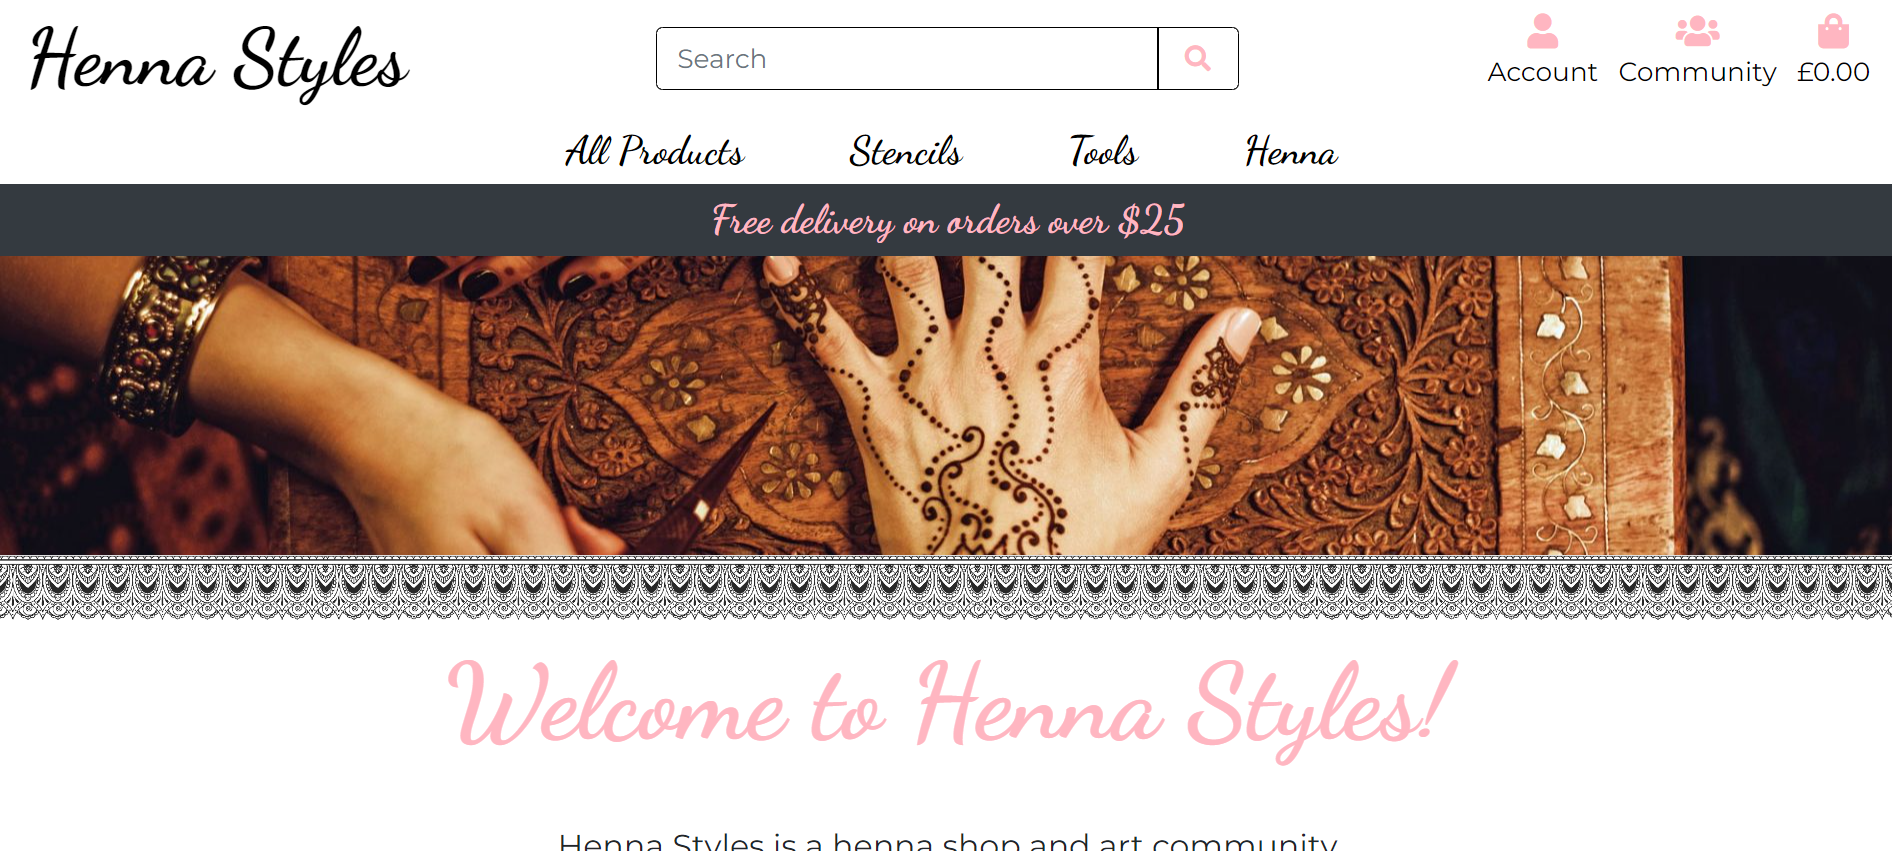 Henna Styles
Search
Account Community £0.00
All Products Stencils Tools Henna
Free delivery on orders over $25
Welcome to Henna Styles!
Henna Styles is a henna shop and art community